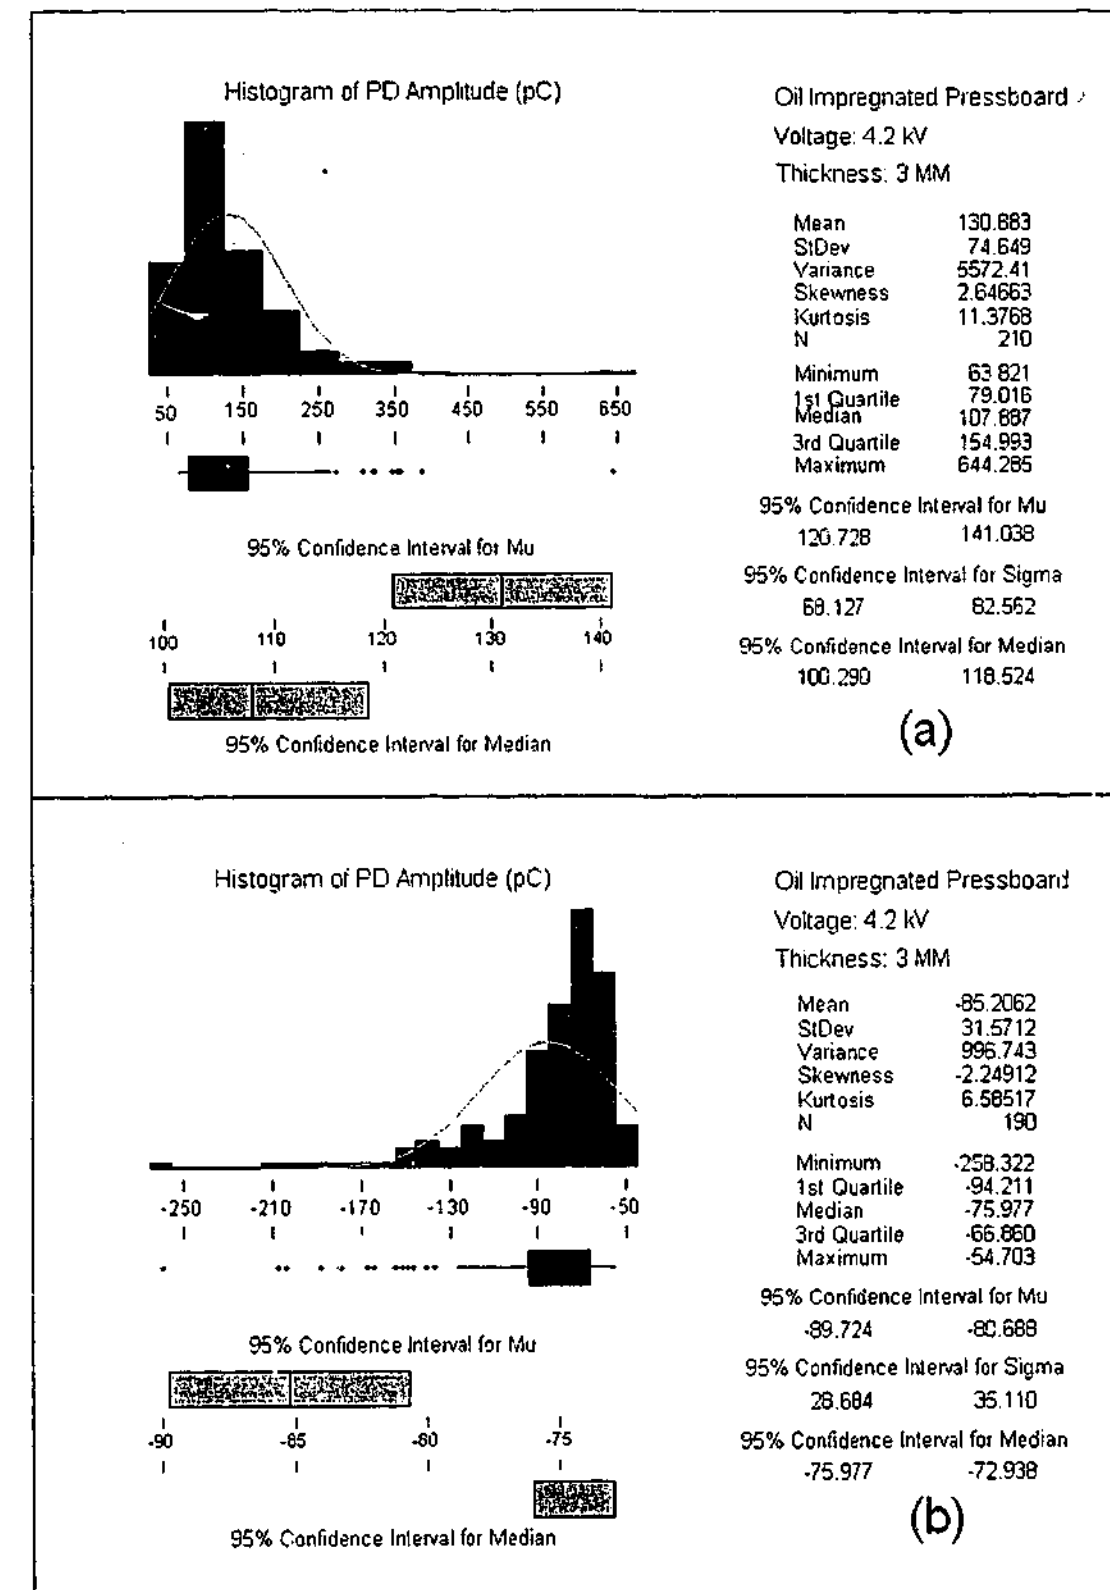 Histogram of PD Amplitude (pC)
50 150 250 350 450 550 650
95% Confidence Interval for Mu
100 110 120 130 140
95% Confidence Interval for Median
Oil Impregnated Pressboard
Voltage: 4.2 kV
Thickness: 3 MM
Mean 130.883
StDev 74.649
Variance 5572.41
Skewness 2.64663
Kurtosis 11.3768
N 210
Minimum 63.821
1st Quartile 79.016
Median 107.887
3rd Quartile 154.993
Maximum 644.285
95% Confidence Interval for Mu
120.728 141.038
95% Confidence Interval for Sigma
68.127 82.562
95% Confidence Interval for Median
100.290 118.524
(a)
Histogram of PD Amplitude (pC)
-250 -210 -170 -130 -90 -50
95% Confidence Interval for Mu
-90 -85 -80 -75
95% Confidence Interval for Median
Oil Impregnated Pressboard
Voltage: 4.2 kV
Thickness: 3 MM
Mean -85.2062
StDev 31.5712
Variance 996.743
Skewness -2.24912
Kurtosis 6.58517
N 190
Minimum -258.322
1st Quartile -94.211
Median -75.977
3rd Quartile -66.860
Maximum -54.703
95% Confidence Interval for Mu
-89.724 -80.688
95% Confidence Interval for Sigma
28.684 35.110
95% Confidence Interval for Median
-75.977 -72.938
(b)